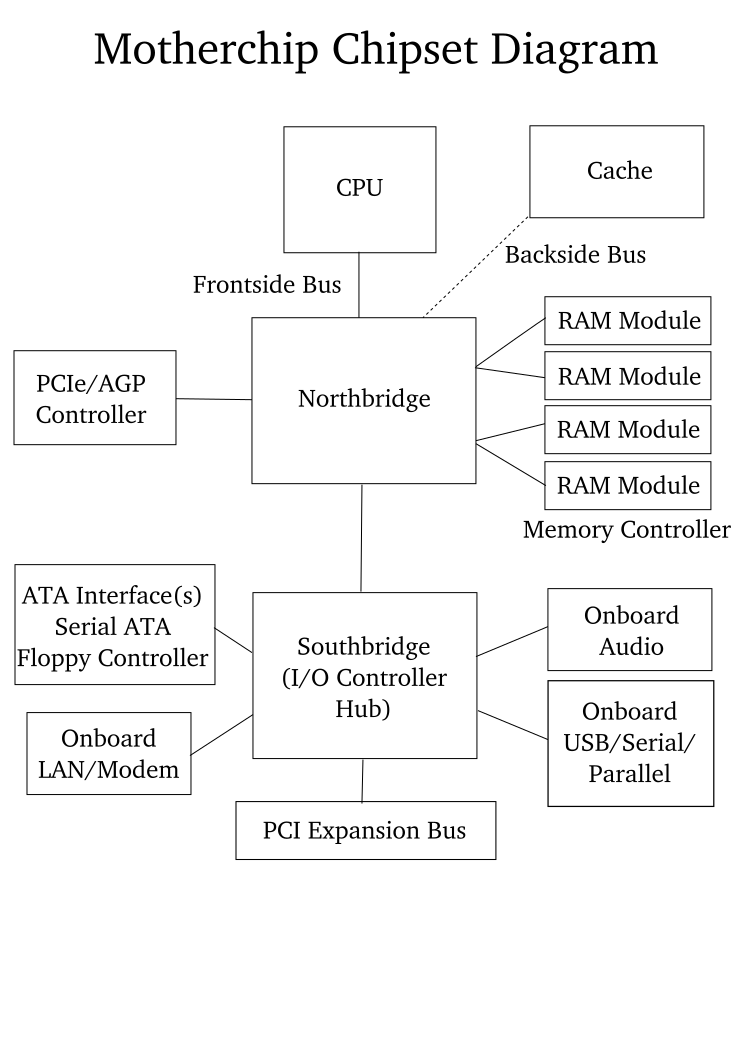 Motherchip Chipset Diagram
CPU
Cache
Backside Bus
Frontside Bus
RAM Module
RAM Module
RAM Module
RAM Module
Memory Controller
PCIe/AGP
Controller
Northbridge
ATA Interface(s)
Serial ATA
Floppy Controller
Southbridge
(I/O Controller
Hub)
Onboard
Audio
Onboard
LAN/Modem
Onboard
USB/Serial/
Parallel
PCI Expansion Bus